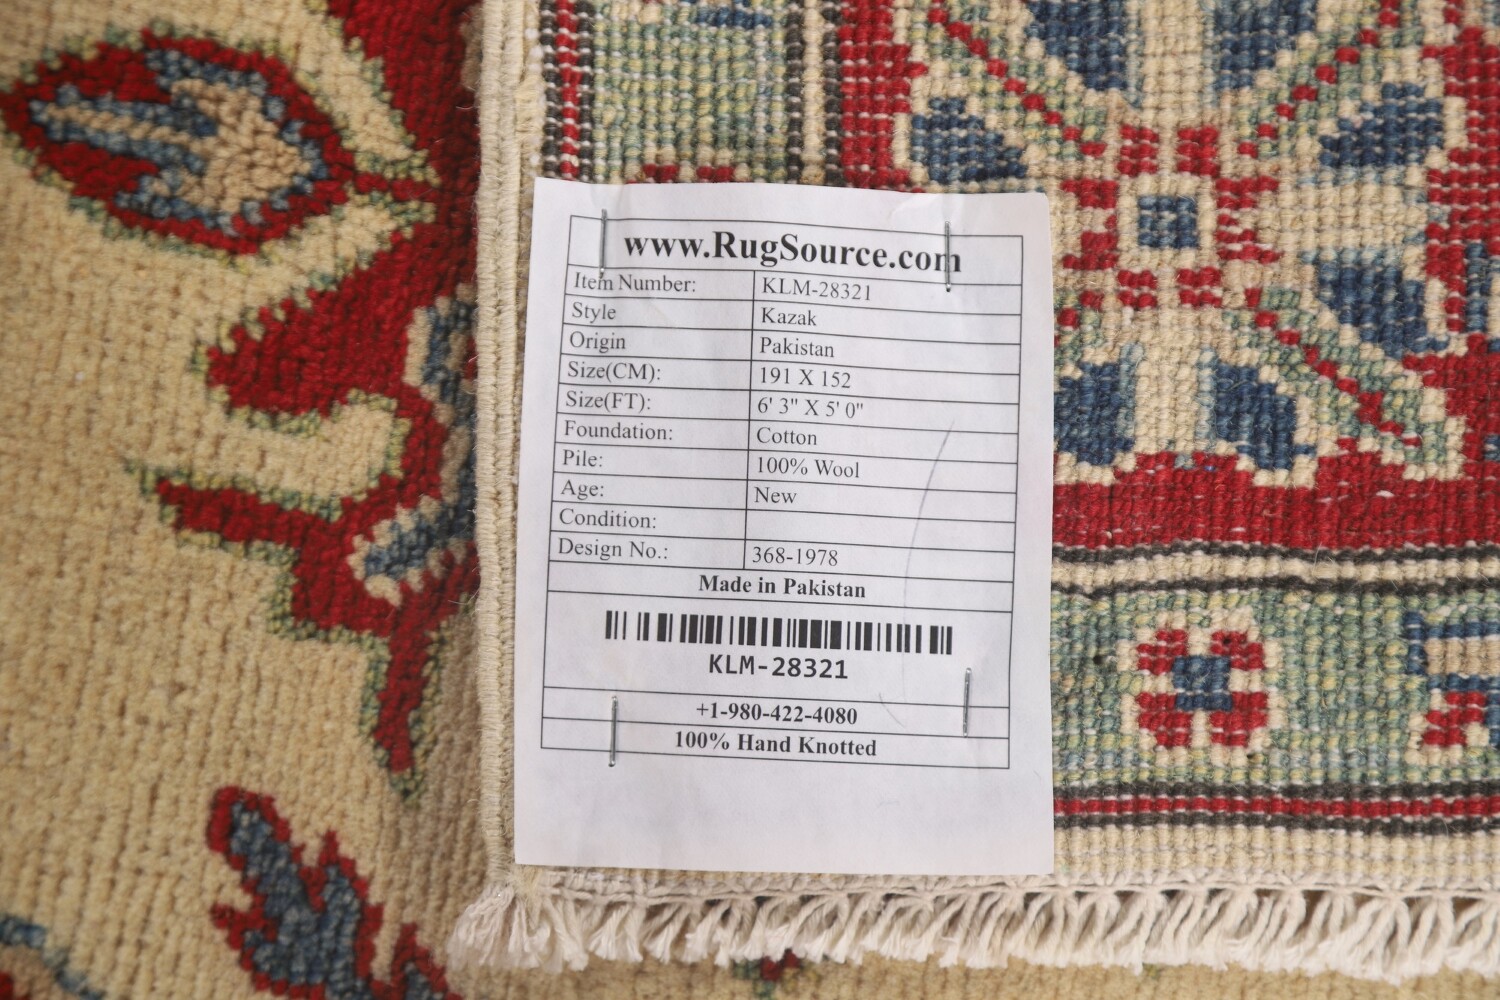 www.RugSource.com
Item Number: KLM-28321
Style Kazak
Origin Pakistan
Size(CM): 191 X 152
Size(FT): 6' 3" X 5' 0"
Foundation: Cotton
Pile: 100% Wool
Age: New
Condition:
Design No.: 368-1978
Made in Pakistan
KLM-28321
+1-980-422-4080
100% Hand Knotted